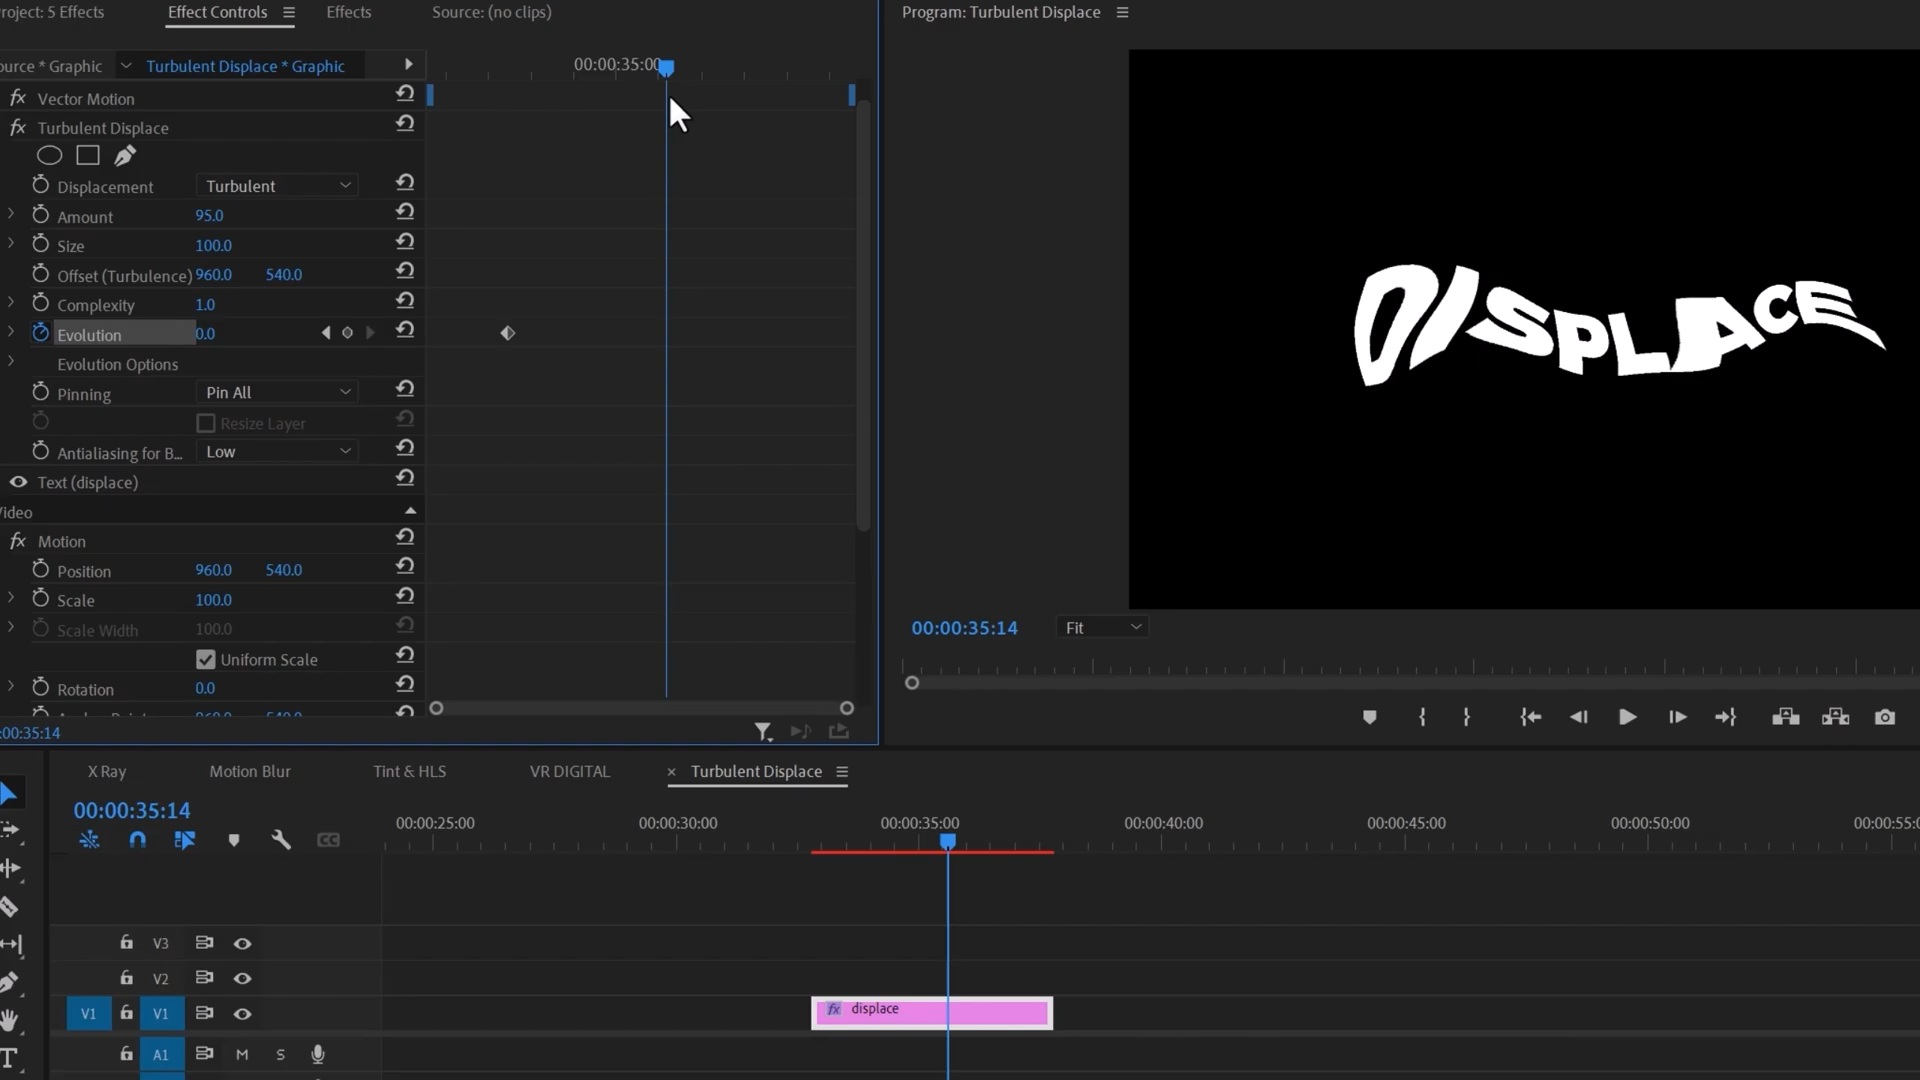 roject: 5 Effects
Effect Controls
Effects
Source: (no clips)
Program: Turbulent Displace
ource * Graphic
Turbulent Displace * Graphic
00:00:35:00
fx Vector Motion
fx Turbulent Displace
Displacement Turbulent
Amount 95.0
Size 100.0
Offset (Turbulence) 960.0 540.0
Complexity 1.0
Evolution 0.0
Evolution Options
Pinning Pin All
Resize Layer
Antialiasing for B... Low
Text (displace)
Video
fx Motion
Position 960.0 540.0
Scale 100.0
Scale Width 100.0
Uniform Scale
Rotation 0.0
:00:35:14
DISPLACE
00:00:35:14
Fit
X Ray
Motion Blur
Tint & HLS
VR DIGITAL
× Turbulent Displace
00:00:35:14
CC
00:00:25:00
00:00:30:00
00:00:35:00
00:00:40:00
00:00:45:00
00:00:50:00
00:00:55:0
V3
V2
V1 V1
fx displace
A1 M S
T